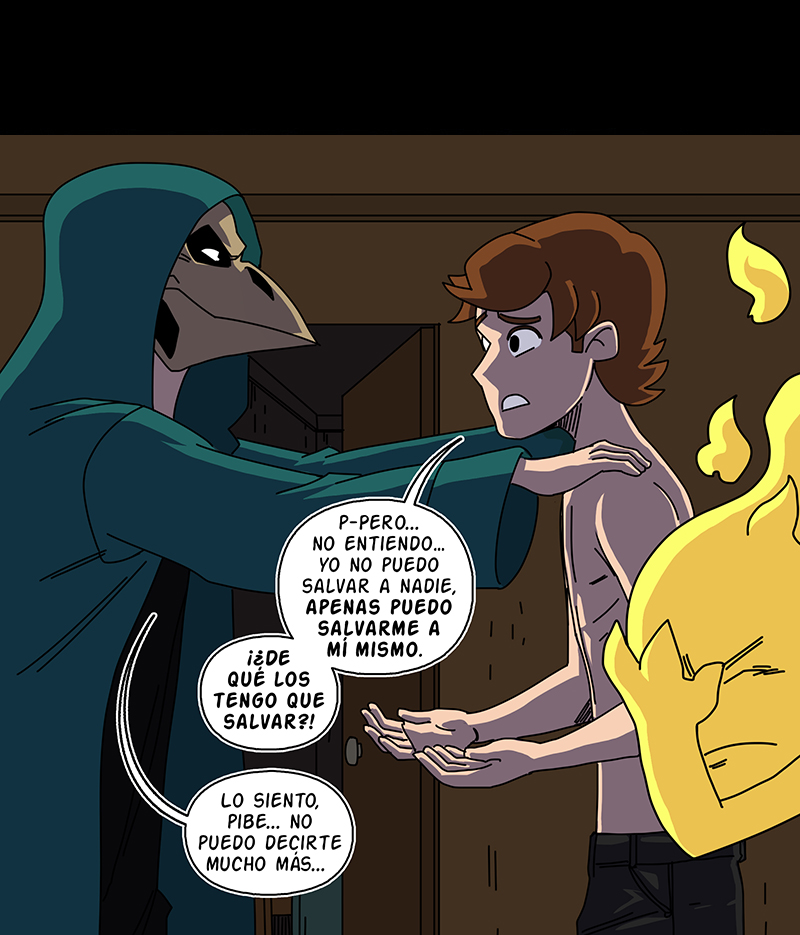 P-PERO...
NO ENTIENDO...
YO NO PUEDO
SALVAR A NADIE,
APENAS PUEDO
SALVARME A
MÍ MISMO.
¡¿DE
QUÉ LOS
TENGO QUE
SALVAR?!
LO SIENTO,
PIBE... NO
PUEDO DECIRTE
MUCHO MÁS...